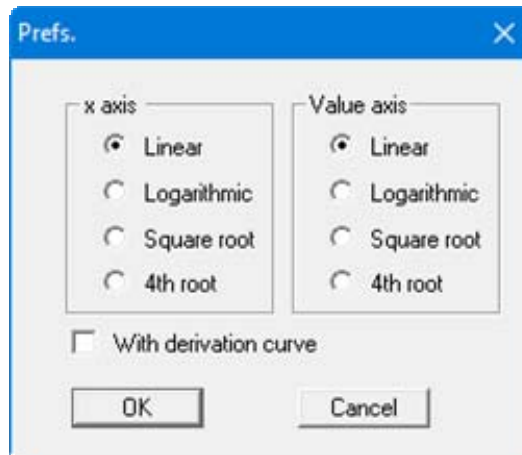 Prefs.
x axis
Value axis
Linear
Linear
Logarithmic
Logarithmic
Square root
Square root
4th root
4th root
With derivation curve
OK
Cancel